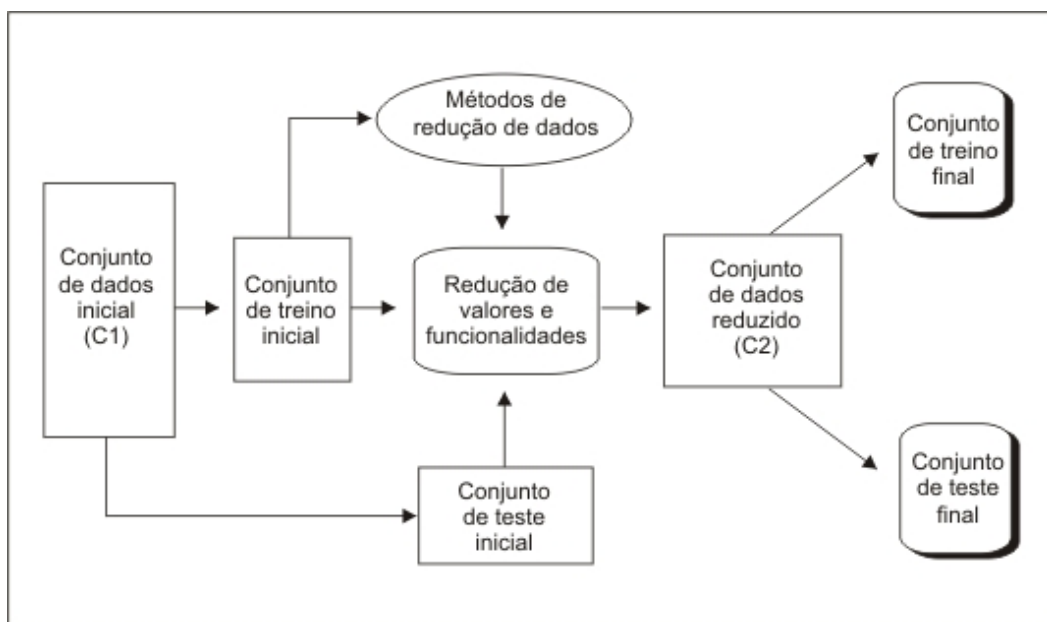 Métodos de
redução de dados
Conjunto
de treino
final
Conjunto
de dados
inicial
(C1)
Conjunto
de treino
inicial
Redução de
valores e
funcionalidades
Conjunto
de dados
reduzido
(C2)
Conjunto
de teste
inicial
Conjunto
de teste
final